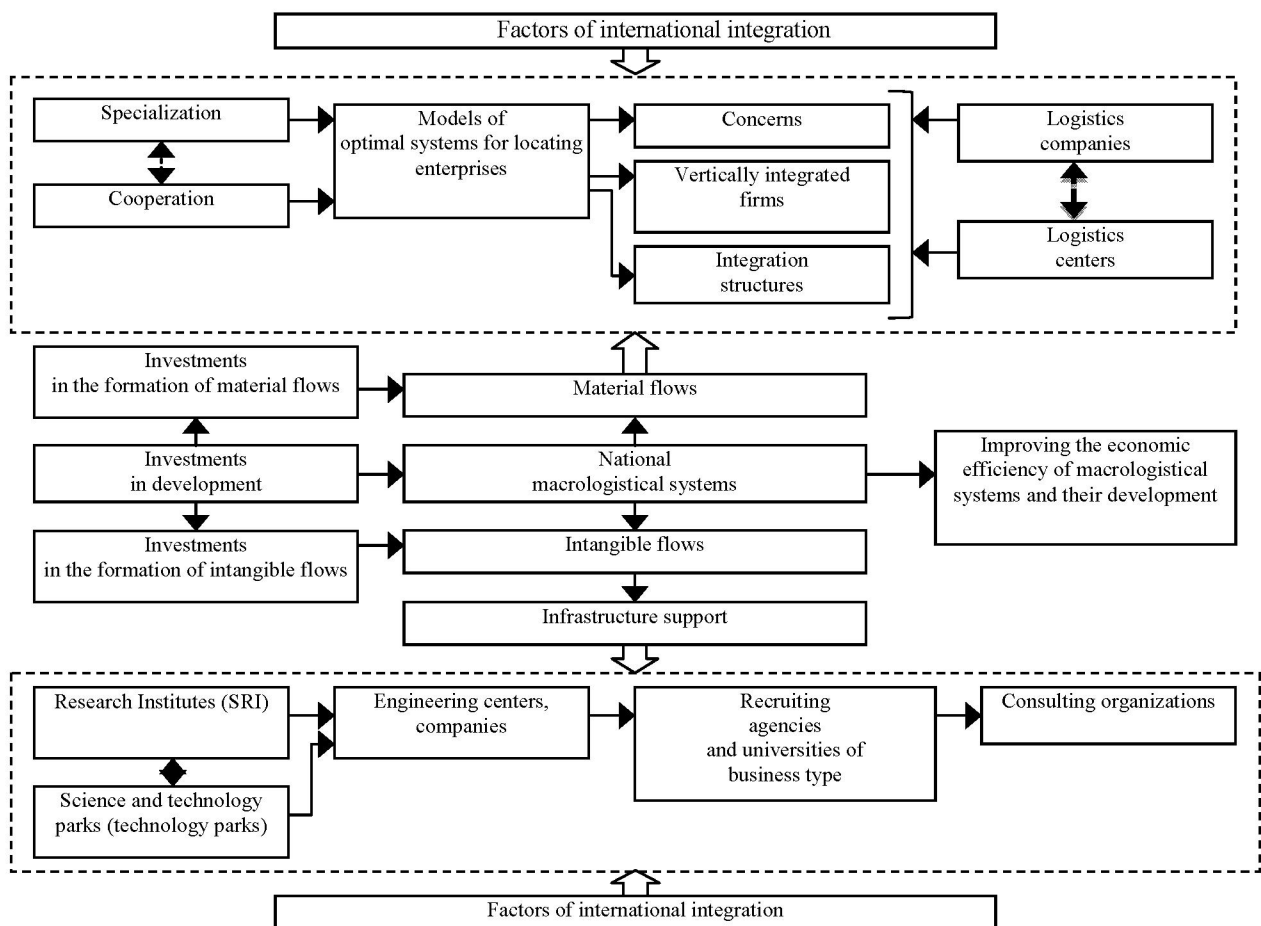 Factors of international integration
Specialization
Cooperation
Models of
optimal systems for locating
enterprises
Concerns
Vertically integrated
firms
Integration
structures
Logistics
companies
Logistics
centers
Investments
in the formation of material flows
Material flows
Investments
in development
National
macrologistical systems
Improving the economic
efficiency of macrologistical
systems and their development
Investments
in the formation of intangible flows
Intangible flows
Infrastructure support
Research Institutes (SRI)
Science and technology
parks (technology parks)
Engineering centers,
companies
Recruiting
agencies
and universities of
business type
Consulting organizations
Factors of international integration